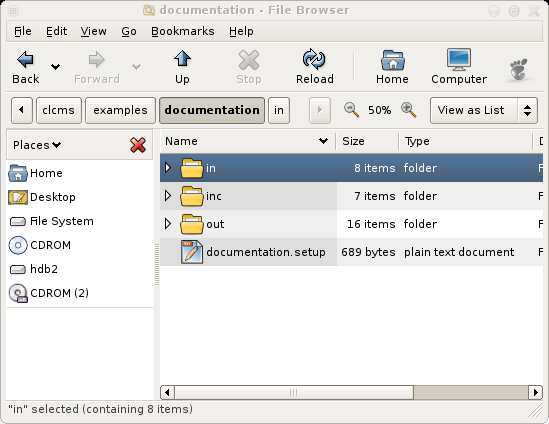 documentation - File Browser
File Edit View Go Bookmarks Help
Back Forward Up Stop Reload Home Computer
clcms examples documentation in 50% View as List
Places Name Size Type D
Home
Desktop
File System
CDROM
hdb2
CDROM (2)
in 8 items folder F
inc 7 items folder F
out 16 items folder F
documentation.setup 689 bytes plain text document F
"in" selected (containing 8 items)